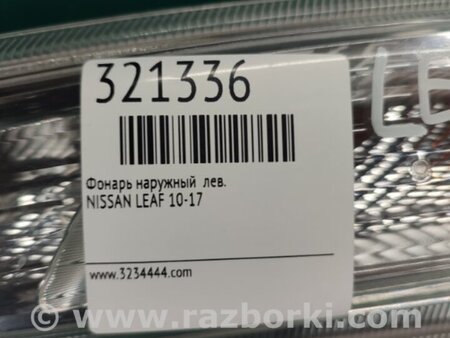 321336
Фонарь наружный лев.
NISSAN LEAF 10-17
www.3234444.com
© www.razborki.com